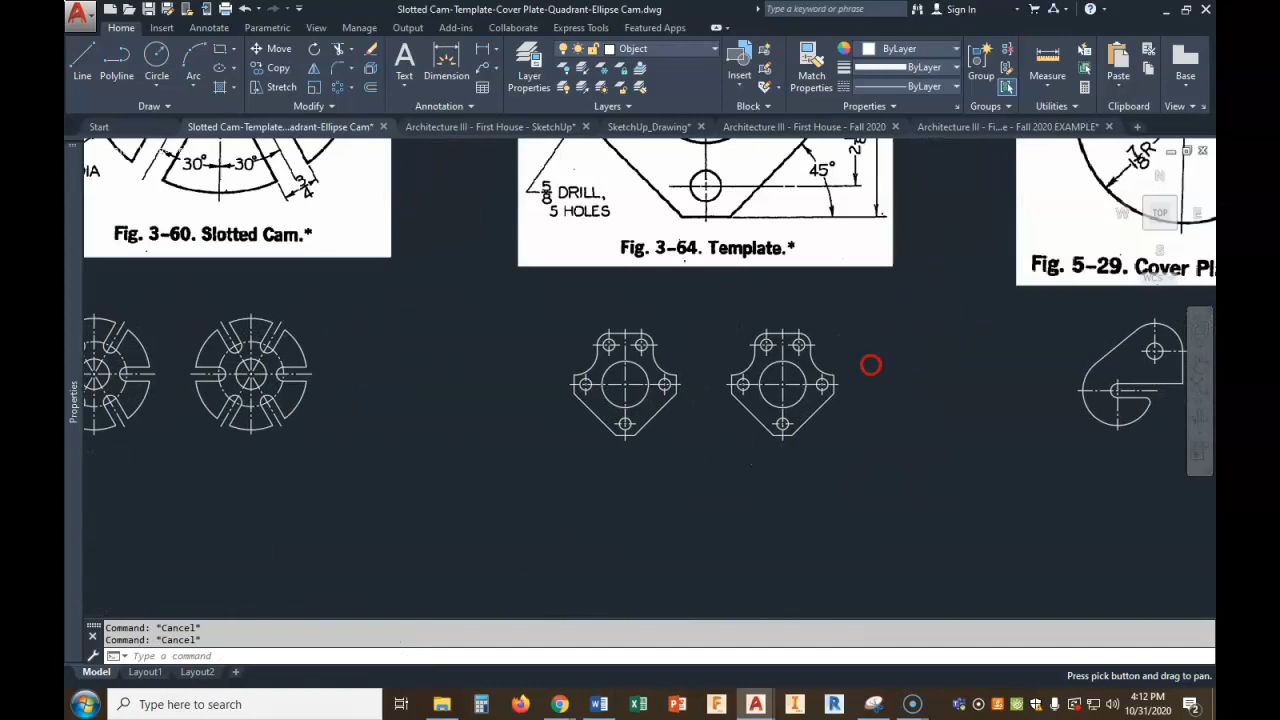 A
Slotted Cam-Template-Cover Plate-Quadrant-Ellipse Cam.dwg
Type a keyword or phrase
Sign In
Home
Insert
Annotate
Parametric
View
Manage
Output
Add-ins
Collaborate
Express Tools
Featured Apps
Line
Polyline
Circle
Arc
Move
Copy
Stretch
A
Text
Dimension
Layer
Properties
Object
Insert
Match
Properties
ByLayer
ByLayer
ByLayer
Group
Measure
Paste
Base
Draw
Modify
Annotation
Layers
Block
Properties
Groups
Utilities
Clipboard
View
Start
Slotted Cam-Template...adrant-Ellipse Cam*
Architecture III - First House - SketchUp*
SketchUp_Drawing*
Architecture III - First House - Fall 2020
Architecture III - Fi...e - Fall 2020 EXAMPLE*
30°
30°
3/4
5/8 DRILL,
5 HOLES
45°
7/8 R
N
W
TOP
E
S
WCS
Fig. 3-60. Slotted Cam.*
Fig. 3-64. Template.*
Fig. 5-29. Cover Pl
Properties
Command: *Cancel*
Command: *Cancel*
Type a command
Model
Layout1
Layout2
+
Press pick button and drag to pan.
Type here to search
4:12 PM
10/31/2020
2